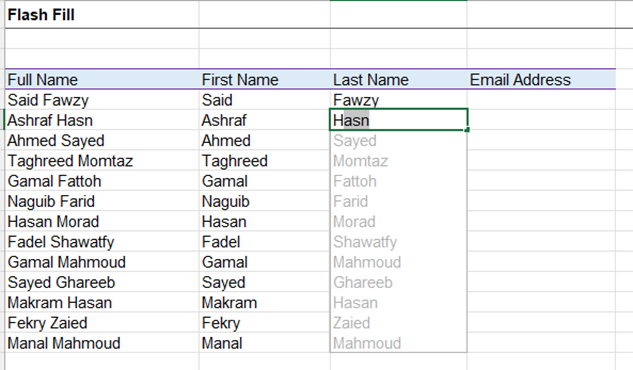 Flash Fill
Full Name First Name Last Name Email Address
Said Fawzy Said Fawzy
Ashraf Hasn Ashraf Hasn
Ahmed Sayed Ahmed Sayed
Taghreed Momtaz Taghreed Momtaz
Gamal Fattoh Gamal Fattoh
Naguib Farid Naguib Farid
Hasan Morad Hasan Morad
Fadel Shawatfy Fadel Shawatfy
Gamal Mahmoud Gamal Mahmoud
Sayed Ghareeb Sayed Ghareeb
Makram Hasan Makram Hasan
Fekry Zaied Fekry Zaied
Manal Mahmoud Manal Mahmoud